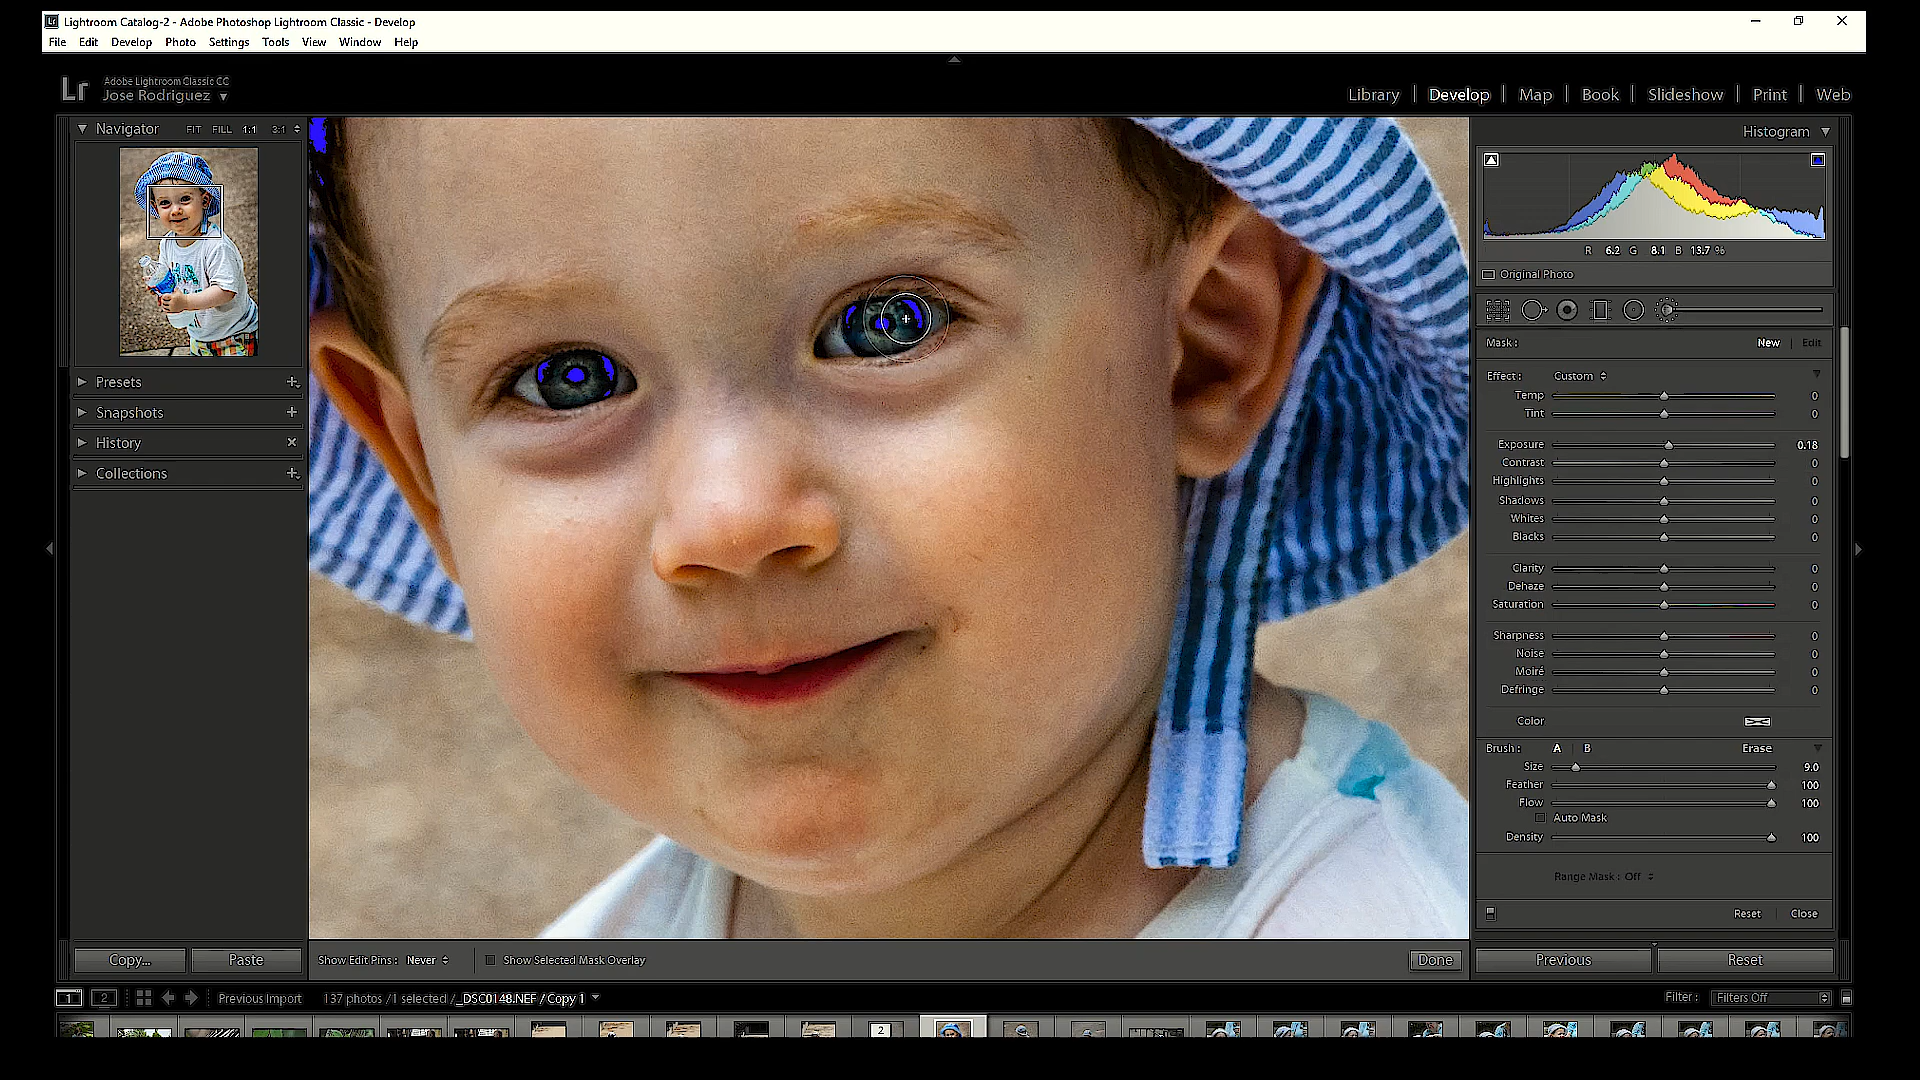 Lr Lightroom Catalog-2 - Adobe Photoshop Lightroom Classic - Develop
File Edit Develop Photo Settings Tools View Window Help
Lr Adobe Lightroom Classic CC
Jose Rodriguez
Library Develop Map Book Slideshow Print Web
Navigator FIT FILL 1:1 3:1
Presets
Snapshots
History
Collections
Copy... Paste
Histogram
R 6.2 G 8.1 B 13.7 %
Original Photo
Mask : New Edit
Effect : Custom
Temp 0
Tint 0
Exposure 0.18
Contrast 0
Highlights 0
Shadows 0
Whites 0
Blacks 0
Clarity 0
Dehaze 0
Saturation 0
Sharpness 0
Noise 0
Moiré 0
Defringe 0
Color
Brush : A B Erase
Size 9.0
Feather 100
Flow 100
Auto Mask
Density 100
Range Mask : Off
Reset Close
Show Edit Pins : Never Show Selected Mask Overlay Done
Previous Reset
1 2 Previous Import 137 photos /1 selected /_DSC0148.NEF / Copy 1 Filter : Filters Off
2